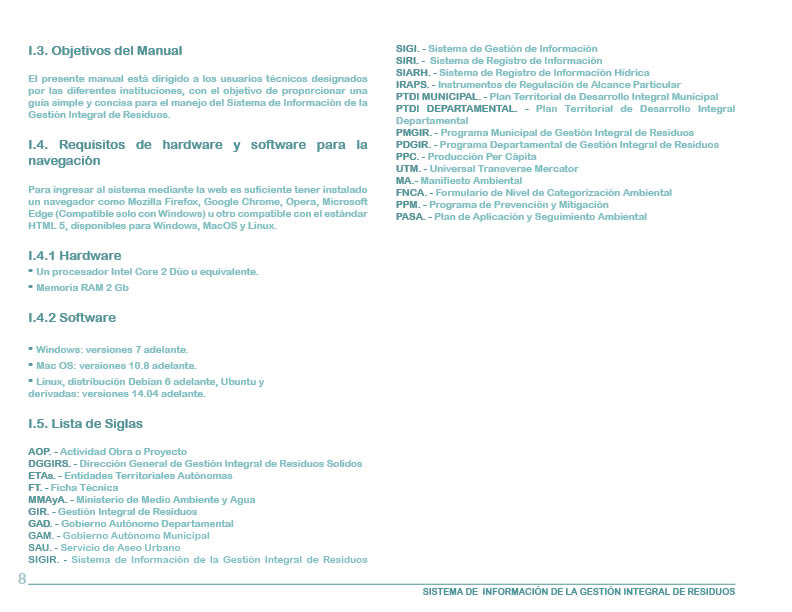 I.3. Objetivos del Manual
El presente manual está dirigido a los usuarios técnicos designados
por las diferentes instituciones, con el objetivo de proporcionar una
guía simple y concisa para el manejo del Sistema de Información de la
Gestión Integral de Residuos.
I.4. Requisitos de hardware y software para la
navegación
Para ingresar al sistema mediante la web es suficiente tener instalado
un navegador como Mozilla Firefox, Google Chrome, Opera, Microsoft
Edge (Compatible solo con Windows) u otro compatible con el estándar
HTML 5, disponibles para Windows, MacOS y Linux.
I.4.1 Hardware
• Un procesador Intel Core 2 Dúo u equivalente.
• Memoria RAM 2 Gb
I.4.2 Software
• Windows: versiones 7 adelante.
• Mac OS: versiones 10.8 adelante.
• Linux, distribución Debían 6 adelante, Ubuntu y
derivadas: versiones 14.04 adelante.
I.5. Lista de Siglas
AOP. - Actividad Obra o Proyecto
DGGIRS. - Dirección General de Gestión Integral de Residuos Solidos
ETAs. - Entidades Territoriales Autónomas
FT. - Ficha Técnica
MMAyA. - Ministerio de Medio Ambiente y Agua
GIR. - Gestión Integral de Residuos
GAD. - Gobierno Autónomo Departamental
GAM. - Gobierno Autónomo Municipal
SAU. - Servicio de Aseo Urbano
SIGIR. - Sistema de Información de la Gestión Integral de Residuos
SIGI. - Sistema de Gestión de Información
SIRI. - Sistema de Registro de Información
SIARH. - Sistema de Registro de Información Hídrica
IRAPS. - Instrumentos de Regulación de Alcance Particular
PTDI MUNICIPAL. - Plan Territorial de Desarrollo Integral Municipal
PTDI DEPARTAMENTAL. - Plan Territorial de Desarrollo Integral
Departamental
PMGIR. - Programa Municipal de Gestión Integral de Residuos
PDGIR. - Programa Departamental de Gestión Integral de Residuos
PPC. - Producción Per Cápita
UTM. - Universal Transverse Mercator
MA.- Manifiesto Ambiental
FNCA. - Formulario de Nivel de Categorización Ambiental
PPM. - Programa de Prevención y Mitigación
PASA. - Plan de Aplicación y Seguimiento Ambiental
8
SISTEMA DE INFORMACIÓN DE LA GESTIÓN INTEGRAL DE RESIDUOS